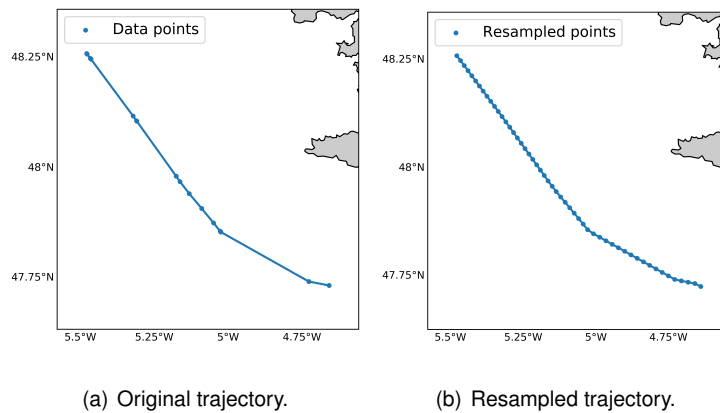 Data points
48.25°N
48°N
47.75°N
5.5°W 5.25°W 5°W 4.75°W
(a) Original trajectory.
Resampled points
48.25°N
48°N
47.75°N
5.5°W 5.25°W 5°W 4.75°W
(b) Resampled trajectory.